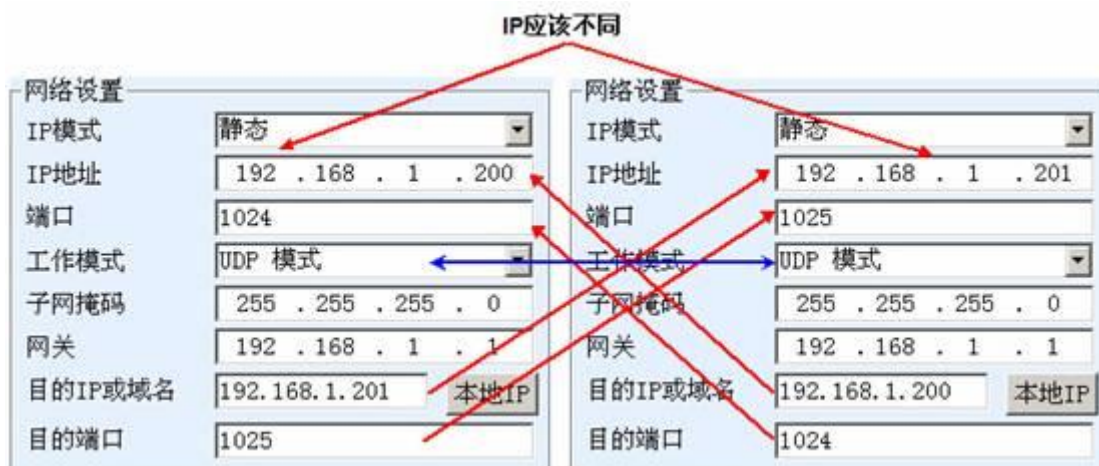 IP应该不同
网络设置
IP模式 静态
IP地址 192 .168 . 1 .200
端口 1024
工作模式 UDP 模式
子网掩码 255 .255 .255 . 0
网关 192 .168 . 1 . 1
目的IP或域名 192.168.1.201 本地IP
目的端口 1025
网络设置
IP模式 静态
IP地址 192 .168 . 1 .201
端口 1025
工作模式 UDP 模式
子网掩码 255 .255 .255 . 0
网关 192 .168 . 1 . 1
目的IP或域名 192.168.1.200 本地IP
目的端口 1024